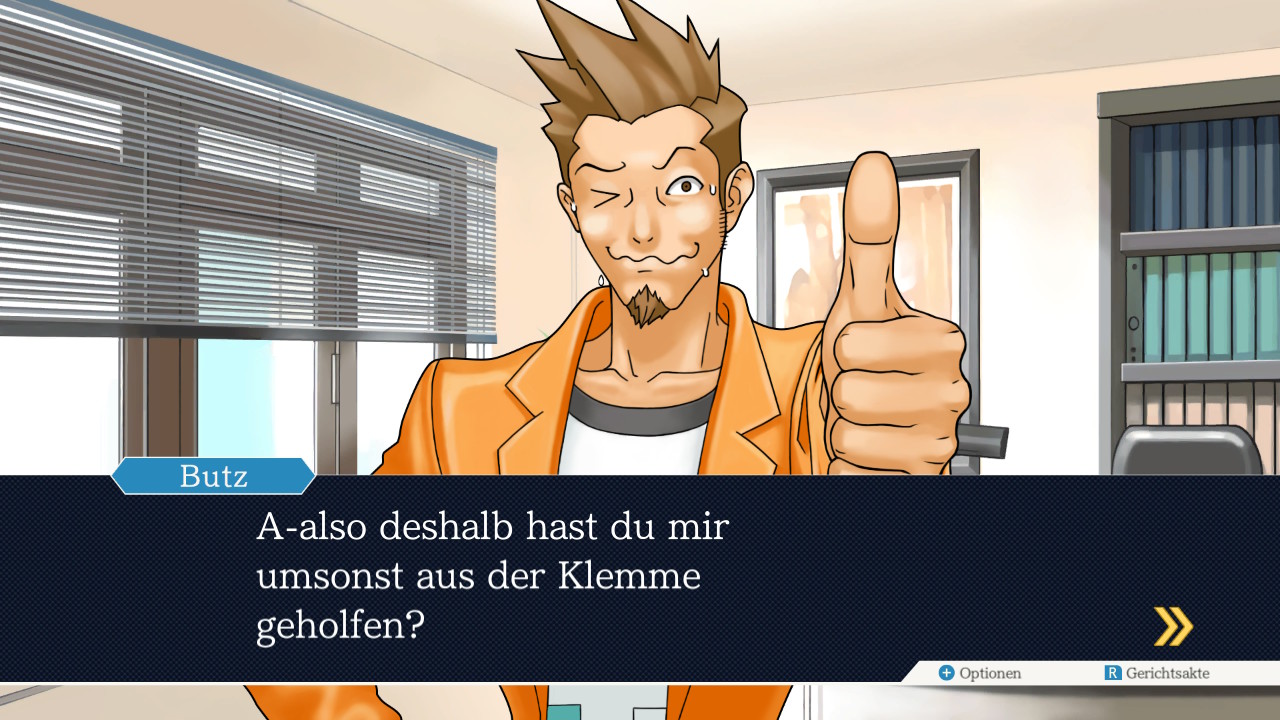 Butz
A-also deshalb hast du mir
umsonst aus der Klemme
geholfen?
+ Optionen
R Gerichtsakte